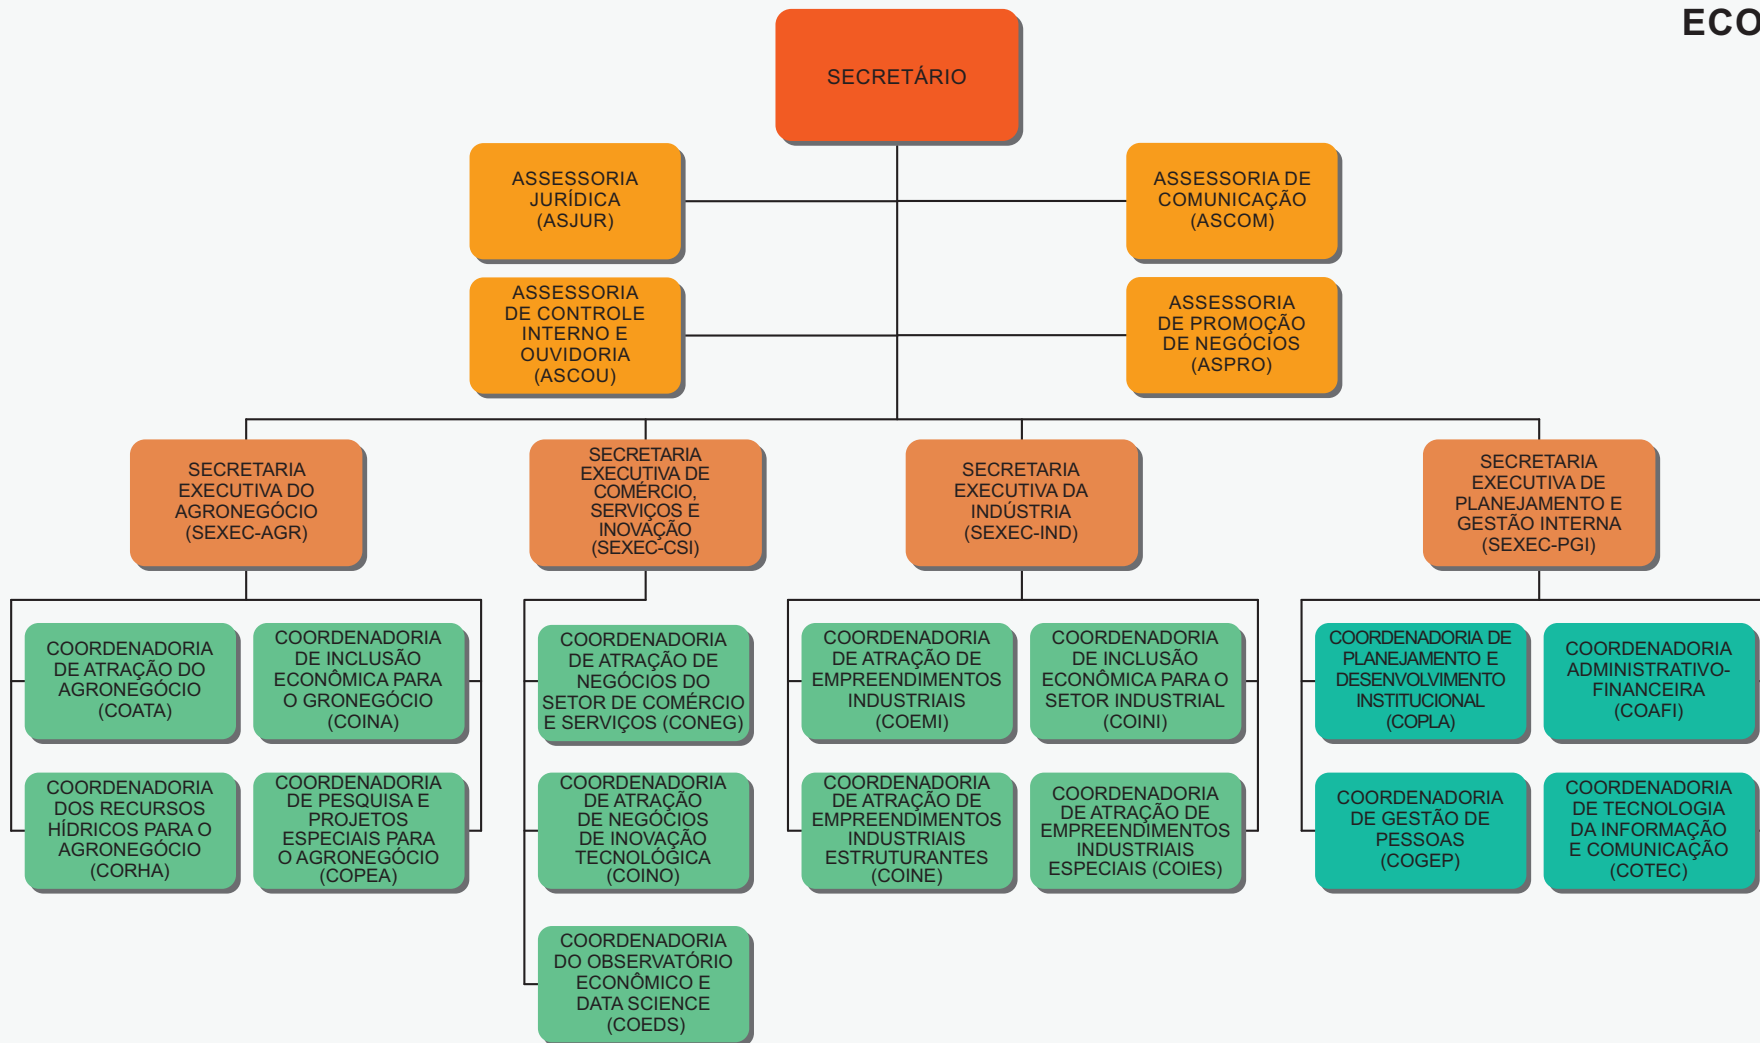 ECO
SECRETÁRIO
ASSESSORIA
JURÍDICA
(ASJUR)
ASSESSORIA DE
COMUNICAÇÃO
(ASCOM)
ASSESSORIA
DE CONTROLE
INTERNO E
OUVIDORIA
(ASCOU)
ASSESSORIA
DE PROMOÇÃO
DE NEGÓCIOS
(ASPRO)
SECRETARIA
EXECUTIVA DO
AGRONEGÓCIO
(SEXEC-AGR)
SECRETARIA
EXECUTIVA DE
COMÉRCIO,
SERVIÇOS E
INOVAÇÃO
(SEXEC-CSI)
SECRETARIA
EXECUTIVA DA
INDÚSTRIA
(SEXEC-IND)
SECRETARIA
EXECUTIVA DE
PLANEJAMENTO E
GESTÃO INTERNA
(SEXEC-PGI)
COORDENADORIA
DE ATRAÇÃO DO
AGRONEGÓCIO
(COATA)
COORDENADORIA
DE INCLUSÃO
ECONÔMICA PARA
O GRONEGÓCIO
(COINA)
COORDENADORIA
DE ATRAÇÃO DE
NEGÓCIOS DO
SETOR DE COMÉRCIO
E SERVIÇOS (CONEG)
COORDENADORIA
DE ATRAÇÃO DE
EMPREENDIMENTOS
INDUSTRIAIS
(COEMI)
COORDENADORIA
DE INCLUSÃO
ECONÔMICA PARA O
SETOR INDUSTRIAL
(COINI)
COORDENADORIA DE
PLANEJAMENTO E
DESENVOLVIMENTO
INSTITUCIONAL
(COPLA)
COORDENADORIA
ADMINISTRATIVO-
FINANCEIRA
(COAFI)
COORDENADORIA
DOS RECURSOS
HÍDRICOS PARA O
AGRONEGÓCIO
(CORHA)
COORDENADORIA
DE PESQUISA E
PROJETOS
ESPECIAIS PARA
O AGRONEGÓCIO
(COPEA)
COORDENADORIA
DE ATRAÇÃO
DE NEGÓCIOS
DE INOVAÇÃO
TECNOLÓGICA
(COINO)
COORDENADORIA
DE ATRAÇÃO DE
EMPREENDIMENTOS
INDUSTRIAIS
ESTRUTURANTES
(COINE)
COORDENADORIA
DE ATRAÇÃO DE
EMPREENDIMENTOS
INDUSTRIAIS
ESPECIAIS (COIES)
COORDENADORIA
DE GESTÃO DE
PESSOAS
(COGEP)
COORDENADORIA
DE TECNOLOGIA
DA INFORMAÇÃO
E COMUNICAÇÃO
(COTEC)
COORDENADORIA
DO OBSERVATÓRIO
ECONÔMICO E
DATA SCIENCE
(COEDS)